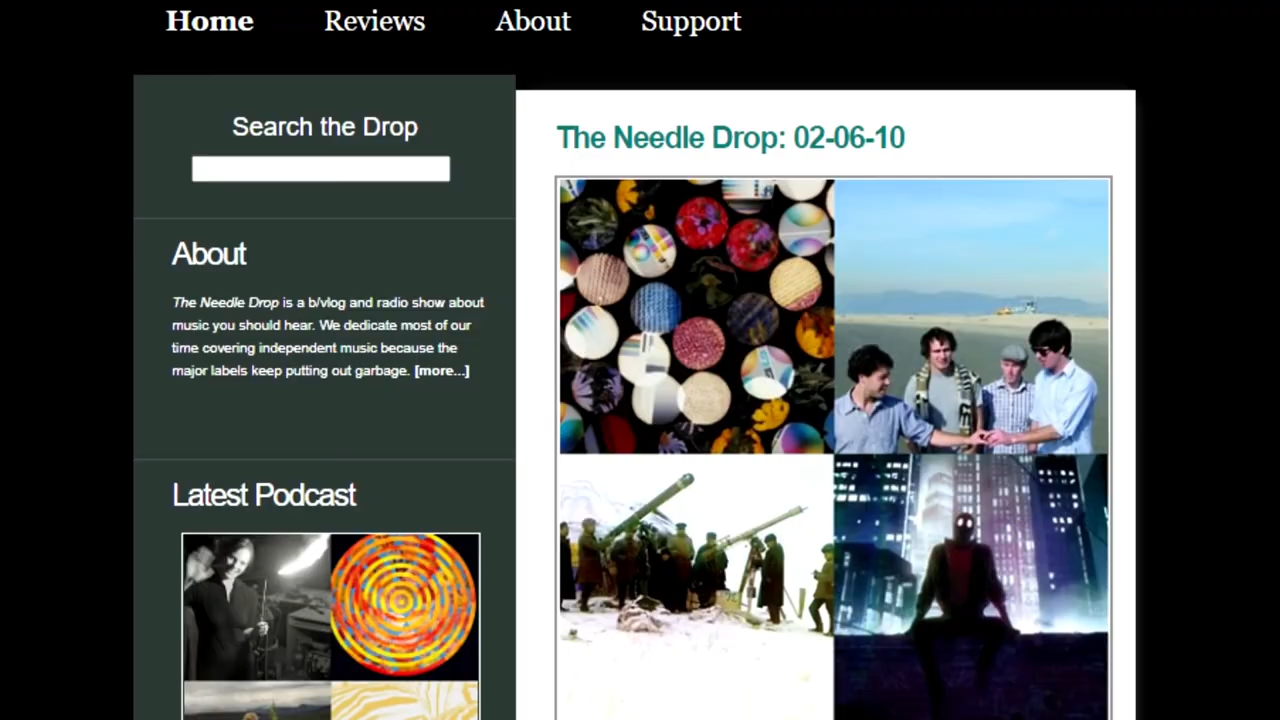 Home Reviews About Support
Search the Drop
About
The Needle Drop is a b/vlog and radio show about
music you should hear. We dedicate most of our
time covering independent music because the
major labels keep putting out garbage. [more...]
Latest Podcast
The Needle Drop: 02-06-10